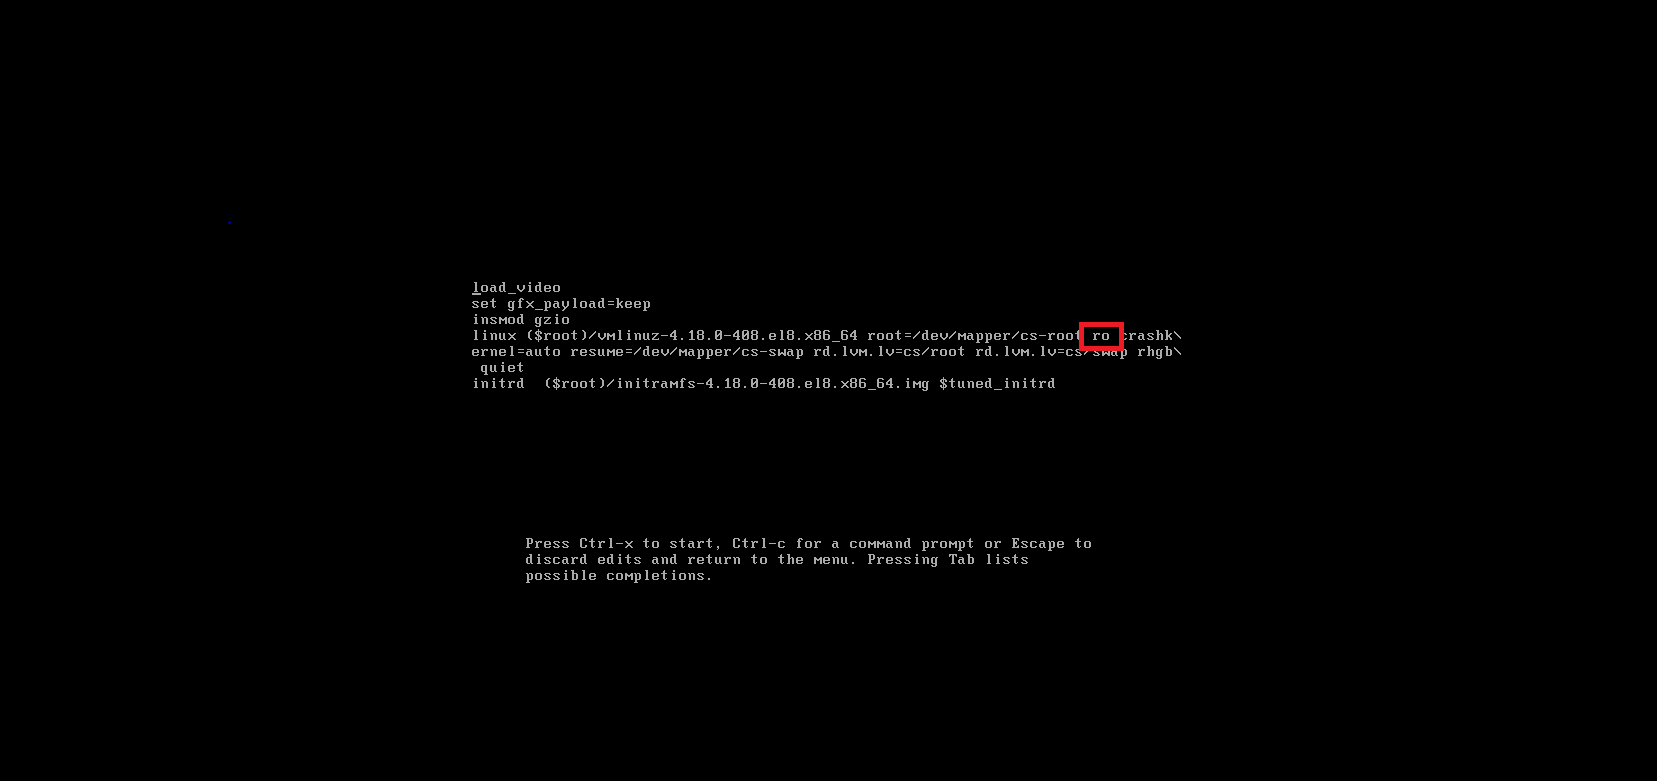 load_video
set gfx_payload=keep
insmod gzio
linux ($root)/vmlinuz-4.18.0-408.el8.x86_64 root=/dev/mapper/cs-root ro crashk\
ernel=auto resume=/dev/mapper/cs-swap rd.lvm.lv=cs/root rd.lvm.lv=cs/swap rhgb\
 quiet
initrd  ($root)/initramfs-4.18.0-408.el8.x86_64.img $tuned_initrd
Press Ctrl-x to start, Ctrl-c for a command prompt or Escape to
discard edits and return to the menu. Pressing Tab lists
possible completions.